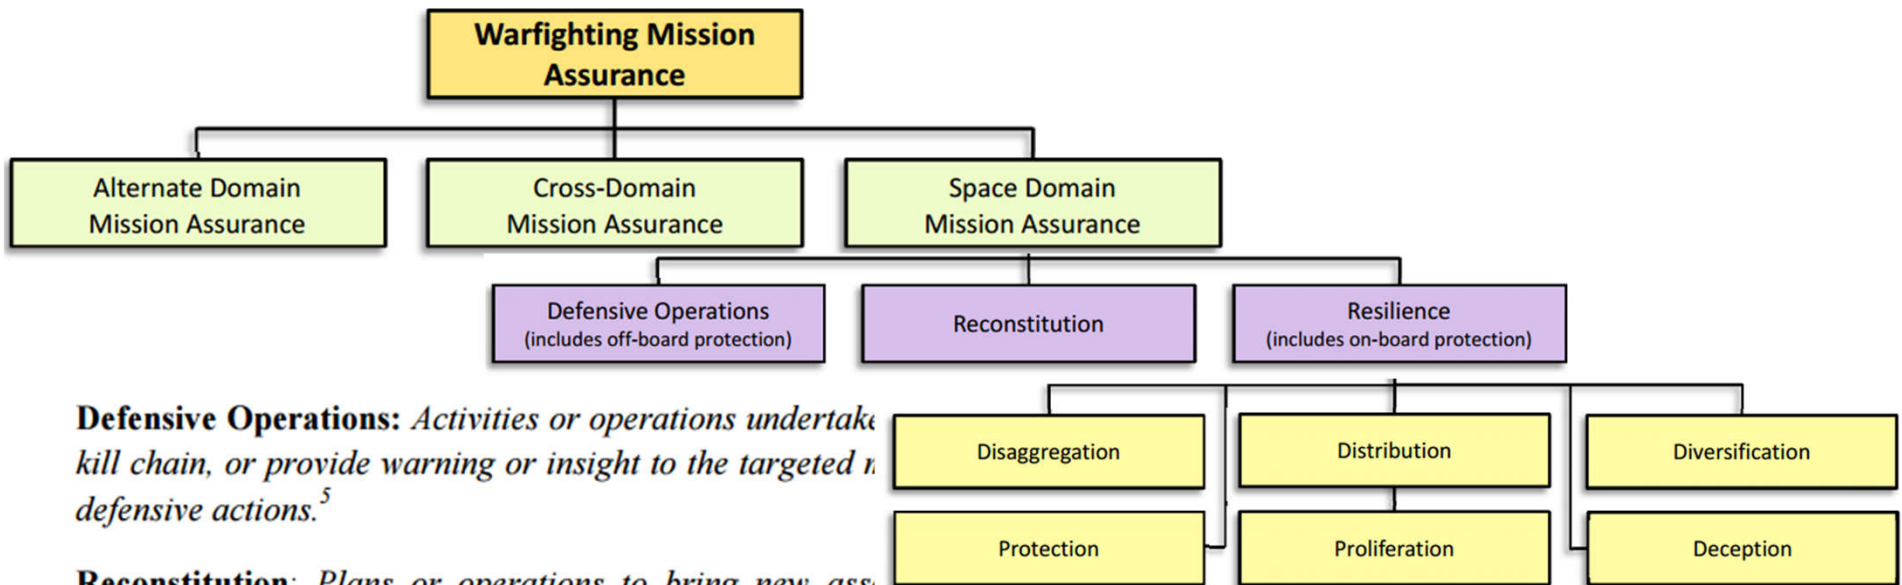 Warfighting Mission
Assurance
Alternate Domain
Mission Assurance
Cross-Domain
Mission Assurance
Space Domain
Mission Assurance
Defensive Operations
(includes off-board protection)
Reconstitution
Resilience
(includes on-board protection)
Defensive Operations: Activities or operations
kill chain, or provide warning or insight to the targeted
defensive actions.5
Reconstitution: Plans or operations to bring new
Disaggregation
Distribution
Diversification
Protection
Proliferation
Deception